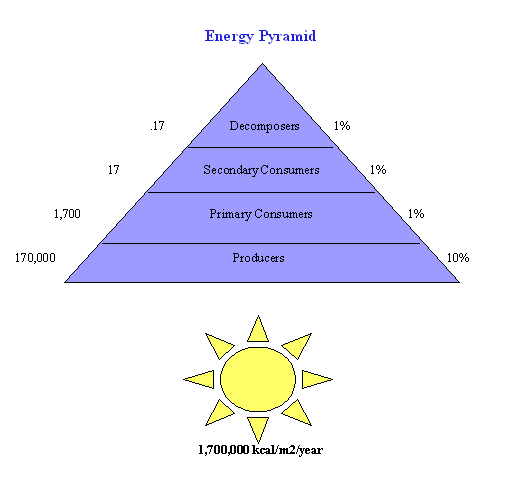 Energy Pyramid
.17 Decomposers 1%
17 Secondary Consumers 1%
1,700 Primary Consumers 1%
170,000 Producers 10%
1,700,000 kcal/m2/year